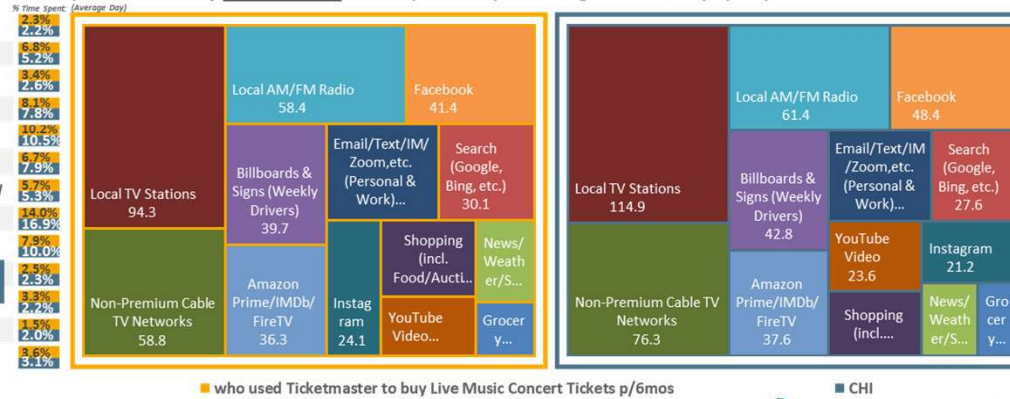 % Time Spent: (Average Day)
2.3%
2.2%
6.8%
5.2%
3.4%
2.6%
8.1%
7.8%
10.2%
10.5%
6.7%
7.9%
5.7%
5.3%
14.0%
16.9%
7.9%
10.0%
2.5%
2.3%
3.3%
2.2%
1.5%
2.0%
3.6%
3.1%
Local TV Stations
94.3
Non-Premium Cable
TV Networks
58.8
Local AM/FM Radio
58.4
Facebook
41.4
Billboards &
Signs (Weekly
Drivers)
39.7
Email/Text/IM/
Zoom,etc.
(Personal &
Work)...
Search
(Google,
Bing, etc.)
30.1
Amazon
Prime/IMDb/
FireTV
36.3
Instag
ram
24.1
Shopping
(incl.
Food/Aucti...
News/
Weath
er/S...
YouTube
Video...
Grocer
y...
Local TV Stations
114.9
Non-Premium Cable TV
Networks
76.3
Local AM/FM Radio
61.4
Facebook
48.4
Billboards &
Signs (Weekly
Drivers)
42.8
Email/Text/IM
/Zoom,etc.
(Personal &
Work)...
Search
(Google,
Bing, etc.)
27.6
Amazon
Prime/IMDb/
FireTV
37.6
YouTube
Video
23.6
Instagram
21.2
Shopping
(incl....
News/
Weath
er/S...
Gro
cer
y...
who used Ticketmaster to buy Live Music Concert Tickets p/6mos
CHI